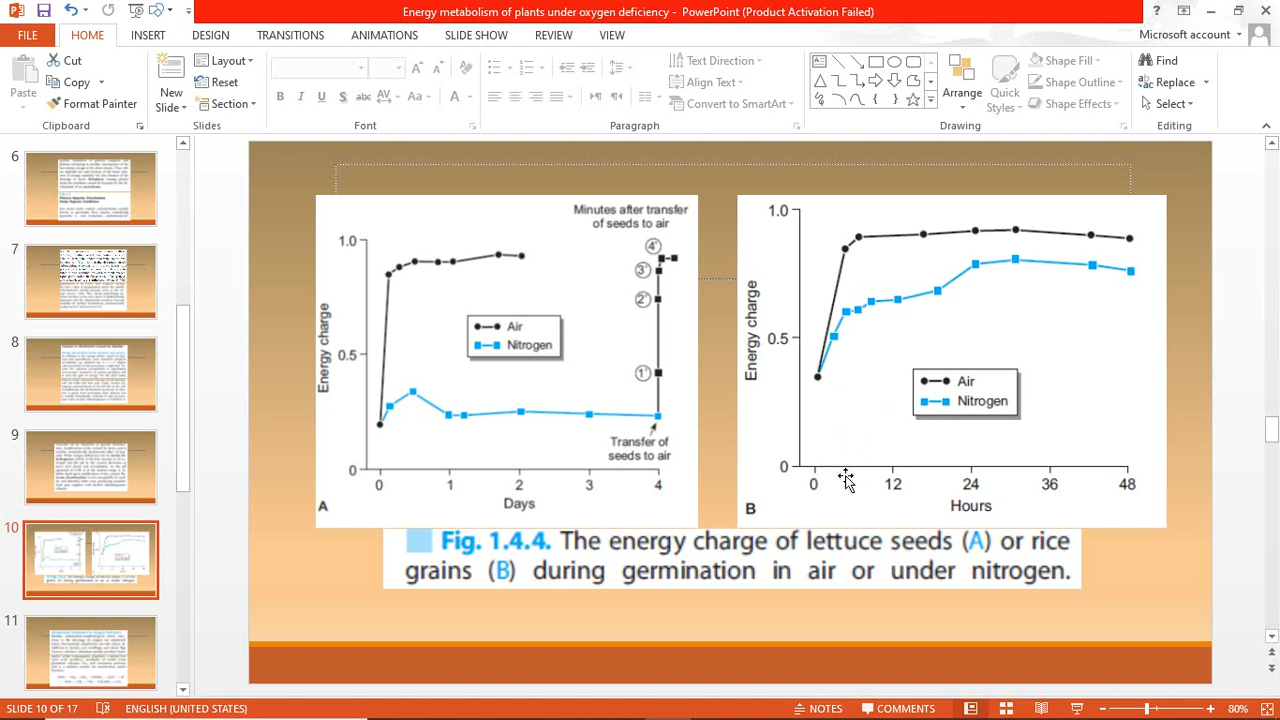 Energy metabolism of plants under oxygen deficiency - PowerPoint (Product Activation Failed)
FILE HOME INSERT DESIGN TRANSITIONS ANIMATIONS SLIDE SHOW REVIEW VIEW Microsoft account
Cut
Copy
Format Painter
Paste
Clipboard
New
Slide
Layout
Reset
Section
Slides
B I U S abc AV Aa A
Font
Text Direction
Align Text
Convert to SmartArt
Paragraph
Arrange
Quick
Styles
Shape Fill
Shape Outline
Shape Effects
Drawing
Find
Replace
Select
Editing
6
7
8
9
10
11
Minutes after transfer
of seeds to air
1.0
4'
3'
2'
Air
Nitrogen
0.5
1'
Energy charge
Transfer of
seeds to air
0
0 1 2 3 4
Days
A
1.0
Energy charge
0.5
Air
Nitrogen
0
0 12 24 36 48
Hours
B
Fig. 1.4.4. The energy charge of lettuce seeds (A) or rice
grains (B) during germination in air or under nitrogen.
SLIDE 10 OF 17 ENGLISH (UNITED STATES) NOTES COMMENTS 80%